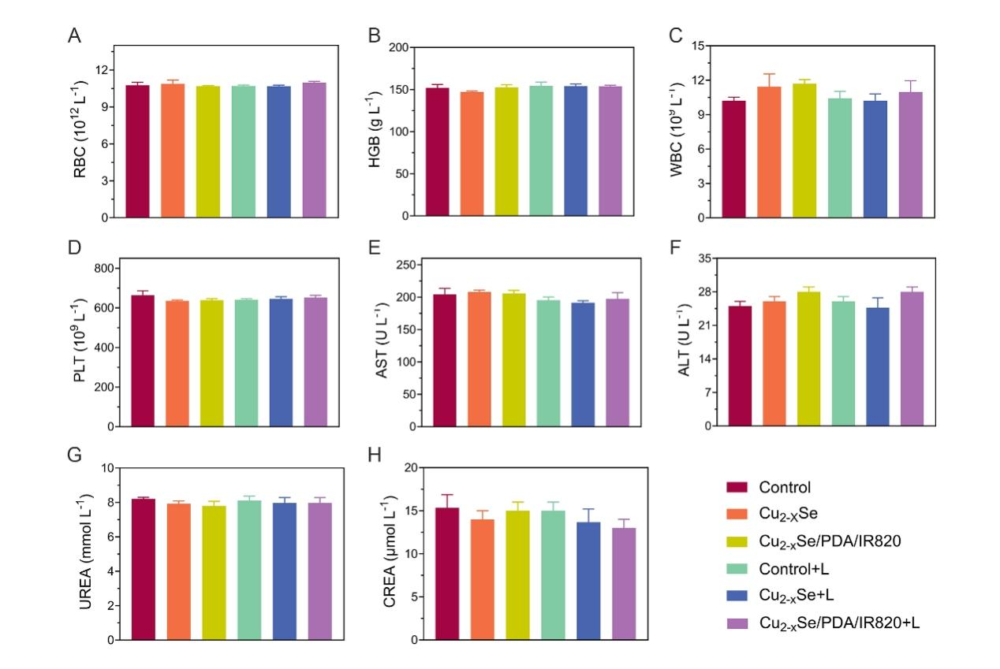 A
RBC (10¹² L⁻¹)
12
9
6
3
0
B
HGB (g L⁻¹)
200
150
100
50
0
C
WBC (10⁹ L⁻¹)
15
12
9
6
3
0
D
PLT (10⁹ L⁻¹)
800
600
400
200
0
E
AST (U L⁻¹)
250
200
150
100
50
0
F
ALT (U L⁻¹)
35
28
21
14
7
0
G
UREA (mmol L⁻¹)
10
8
6
4
2
0
H
CREA (μmol L⁻¹)
20
15
10
5
0
Control
Cu₂₋XSe
Cu₂₋ₓSe/PDA/IR820
Control+L
Cu₂₋ₓSe+L
Cu₂₋ₓSe/PDA/IR820+L